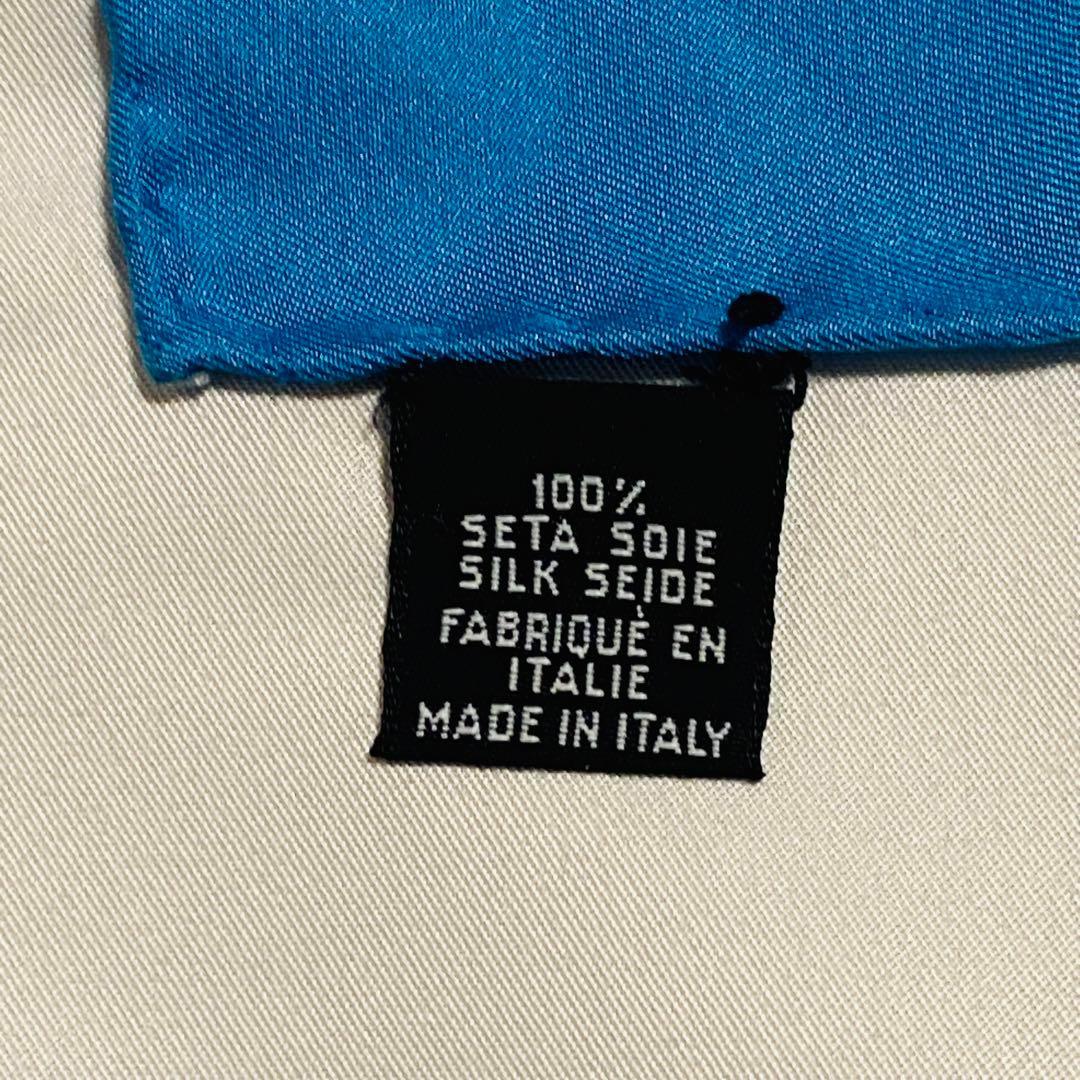 100%
SETA SOIE
SILK SEIDE
FABRIQUÉ EN
ITALIE
MADE IN ITALY